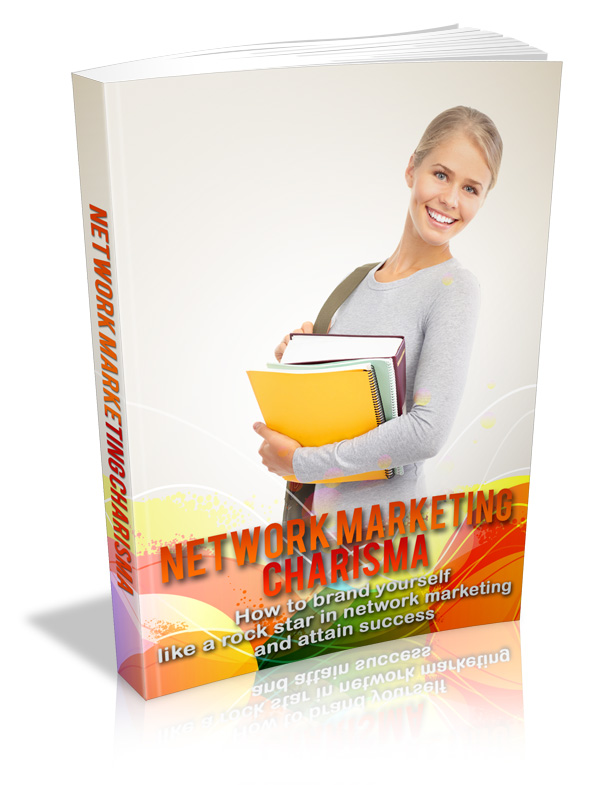 NETWORK MARKETING CHARISMA
NETWORK MARKETING
CHARISMA
How to brand yourself
like a rock star in network marketing
and attain success